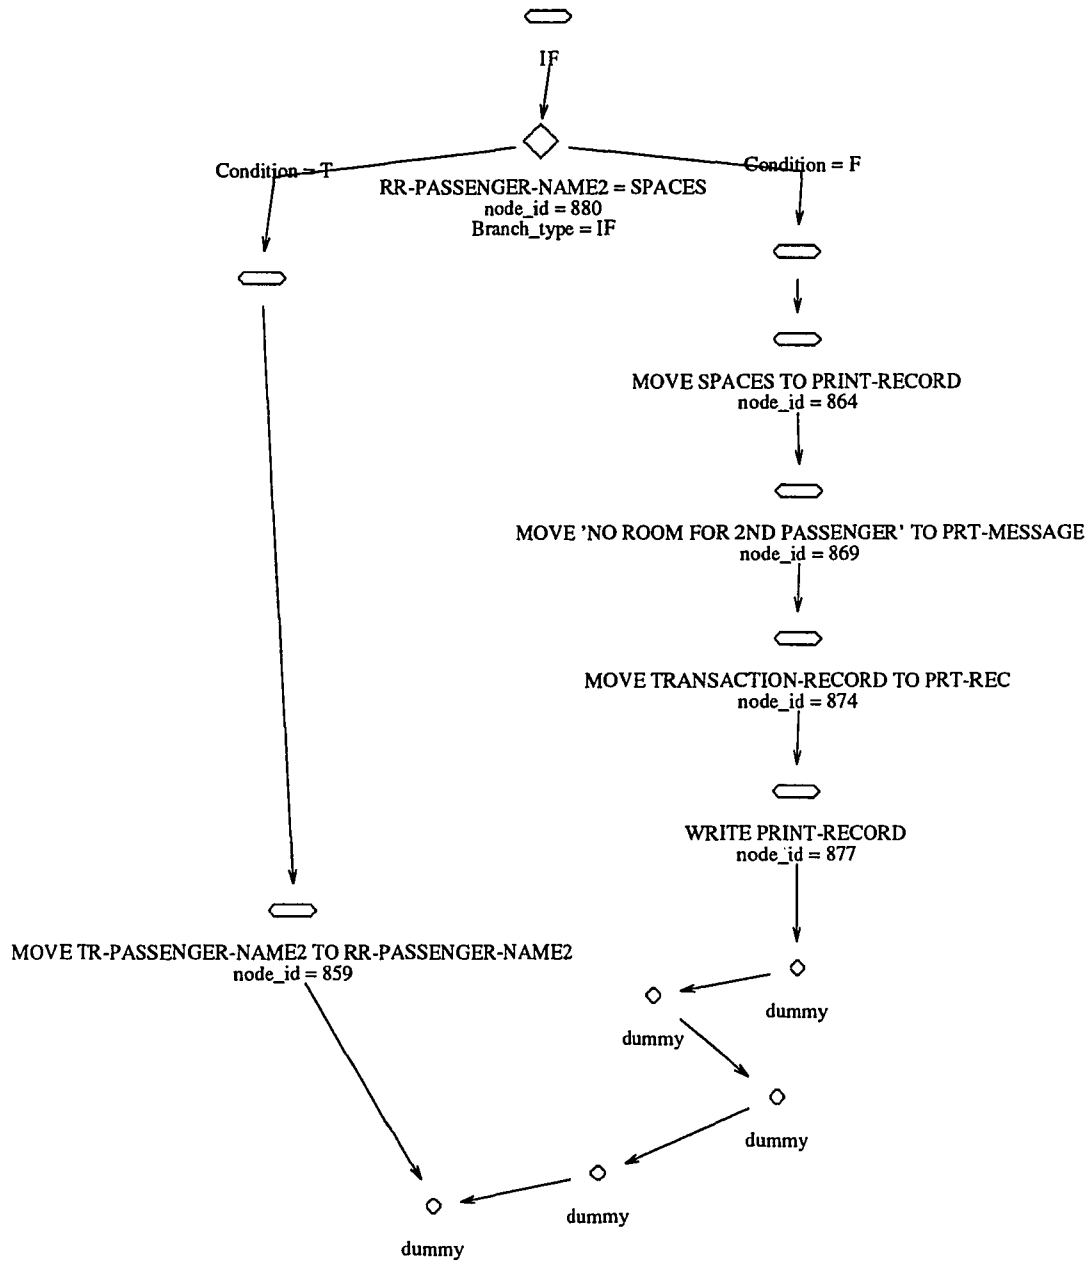 IF
Condition = T
Condition = F
RR-PASSENGER-NAME2 = SPACES
node_id = 880
Branch_type = IF
MOVE SPACES TO PRINT-RECORD
node_id = 864
MOVE 'NO ROOM FOR 2ND PASSENGER' TO PRT-MESSAGE
node_id = 869
MOVE TRANSACTION-RECORD TO PRT-REC
node_id = 874
WRITE PRINT-RECORD
node_id = 877
MOVE TR-PASSENGER-NAME2 TO RR-PASSENGER-NAME2
node_id = 859
dummy
dummy
dummy
dummy
dummy